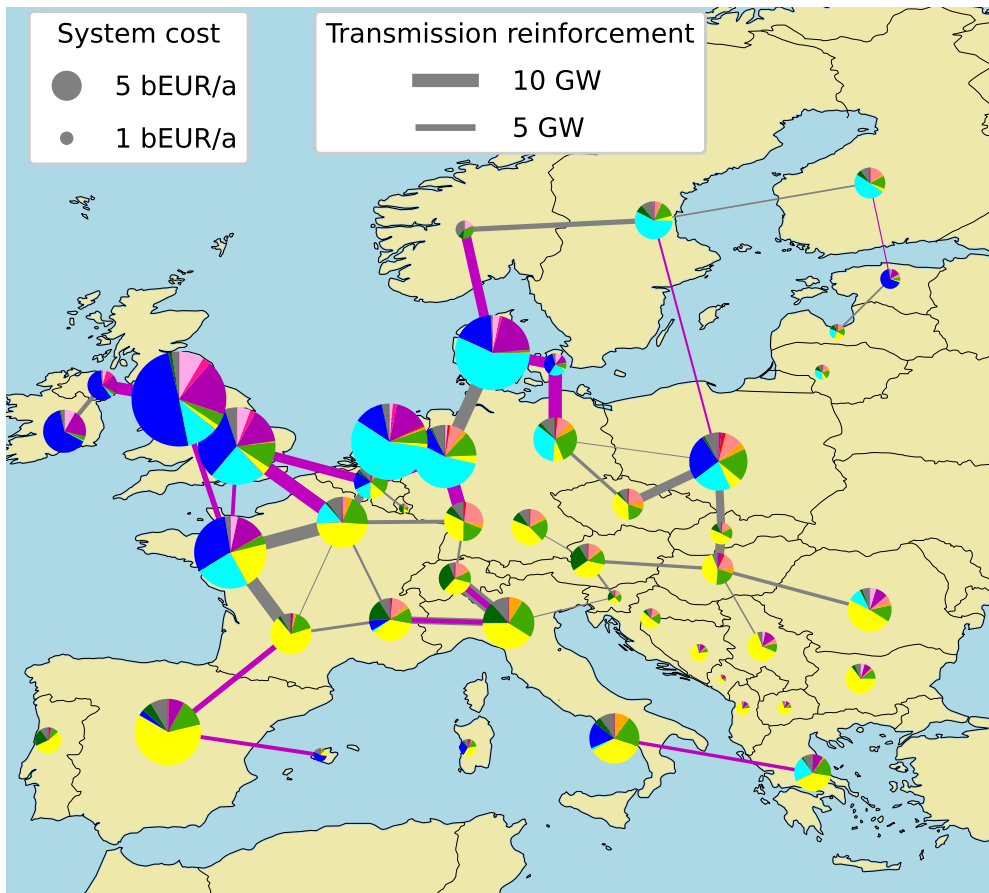 System cost
5 bEUR/a
1 bEUR/a
Transmission reinforcement
10 GW
5 GW